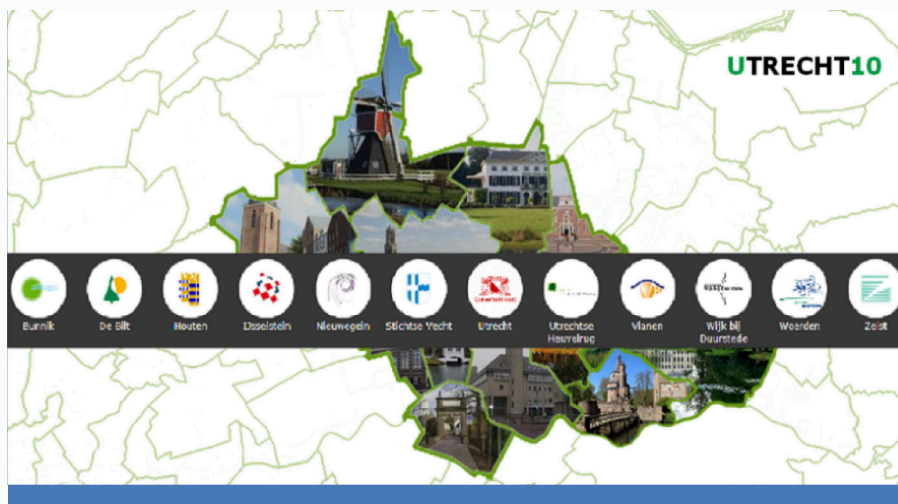 UTRECHT10
Bunnik
De Bilt
Houten
IJsselstein
Nieuwegein
Stichtse Vecht
Utrecht
Utrechtse
Heuvelrug
Vianen
Wijk bij
Duurstede
Woerden
Zeist